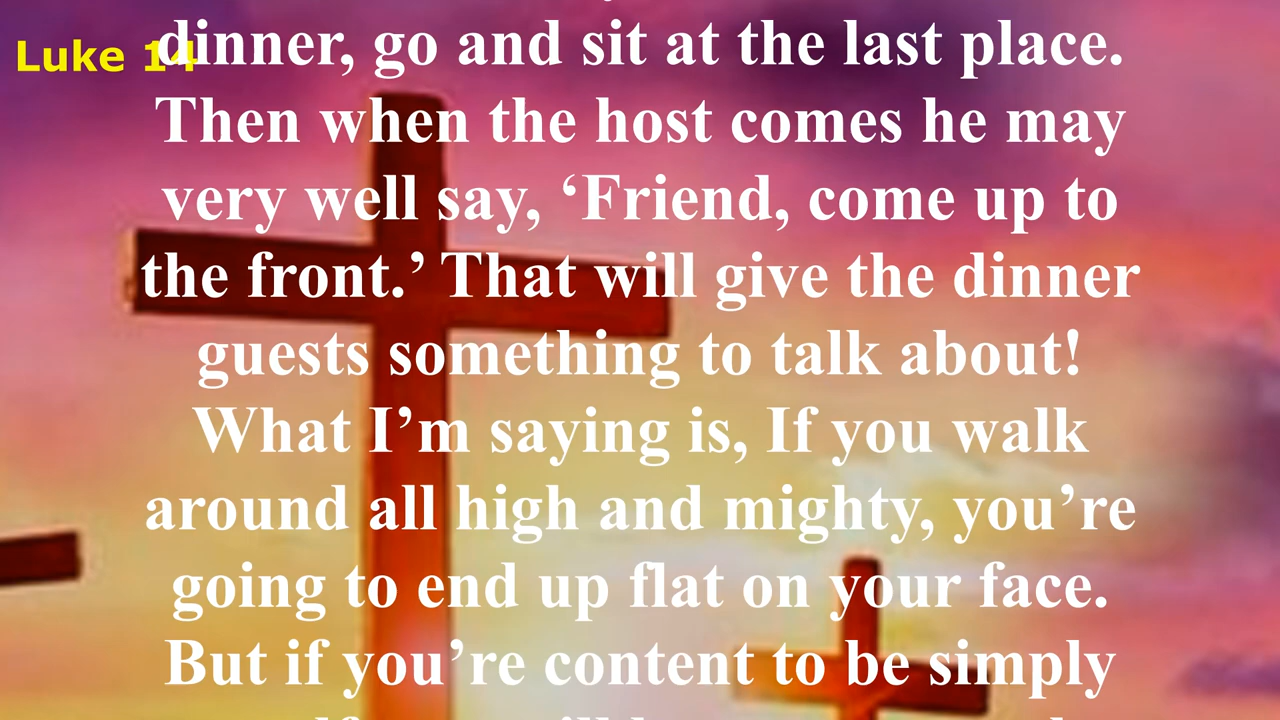 Luke 14
dinner, go and sit at the last place.
Then when the host comes he may
very well say, ‘Friend, come up to
the front.’ That will give the dinner
guests something to talk about!
What I’m saying is, If you walk
around all high and mighty, you’re
going to end up flat on your face.
But if you’re content to be simply